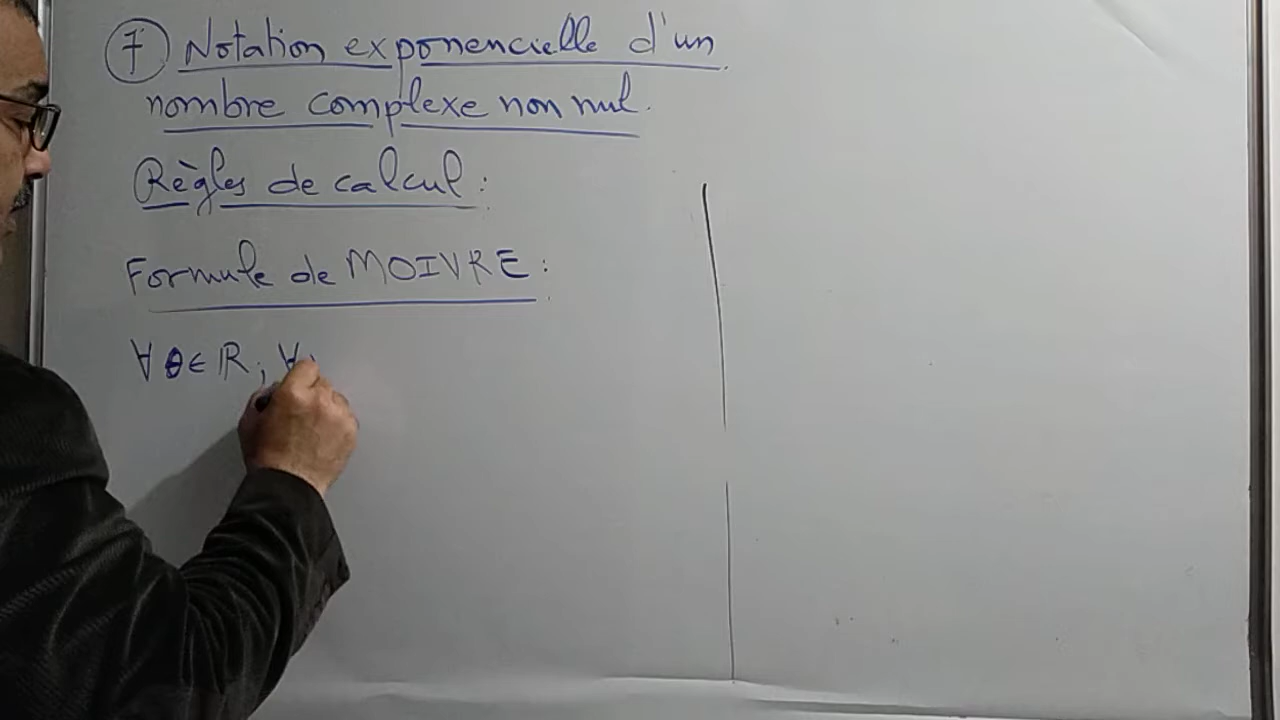 ⑦ Notation exponencielle d'un
nombre complexe non nul.
Règles de calcul :
Formule de MOIVRE :
∀ θ ∈ ℝ ; ∀